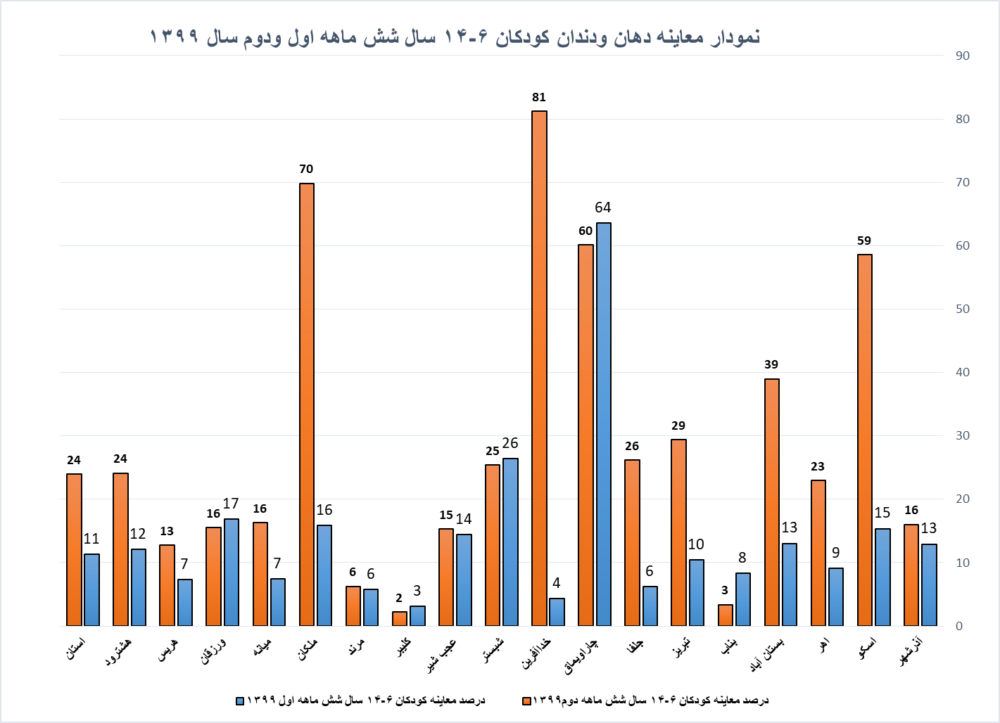 نمودار معاینه دهان ودندان کودکان ۶-۱۴ سال شش ماهه اول ودوم سال ۱۳۹۹
90
80
70
60
50
40
30
20
10
0
16
13
59
15
23
9
39
13
3
8
29
10
26
6
60
64
81
4
25
26
15
14
2
3
6
6
70
16
16
7
16
17
13
7
24
12
24
11
آذرشهر
اسکو
اهر
بستان آباد
بناب
تبریز
جلفا
چاراویماق
خداآفرین
شبستر
عجب شیر
کلیبر
مرند
ملکان
میانه
ورزقان
هریس
هشترود
استان
درصد معاینه کودکان ۶-۱۴ سال شش ماهه دوم۱۳۹۹
درصد معاینه کودکان ۶-۱۴ سال شش ماهه اول ۱۳۹۹